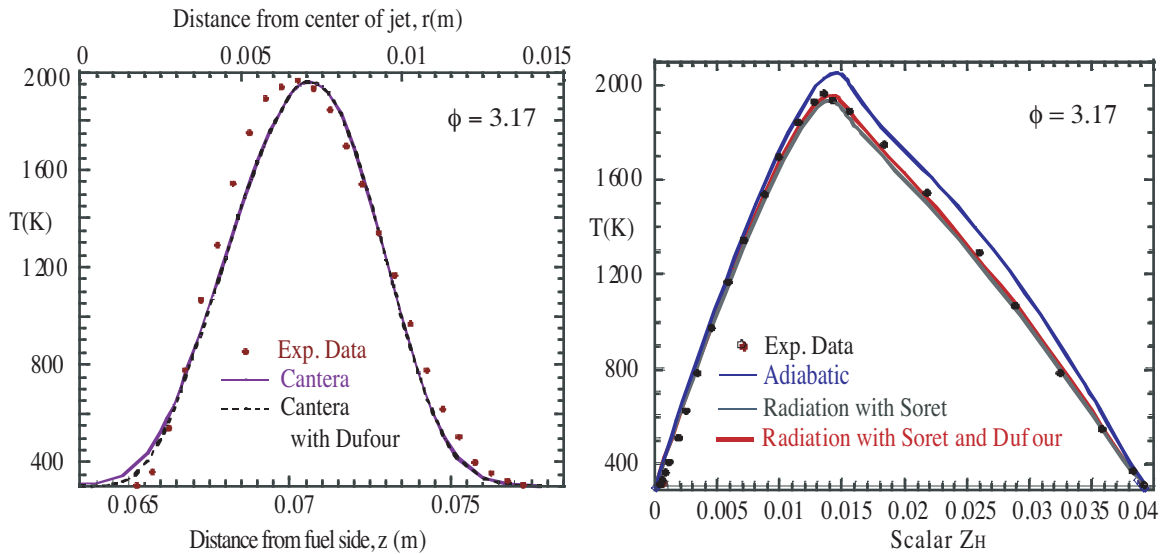 Distance from center of jet, r(m)
0 0.005 0.01 0.015
2000
1600
T(K)
1200
800
400
ϕ = 3.17
Exp. Data
Cantera
Cantera
with Dufour
0.065 0.07 0.075
Distance from fuel side, z (m)
2000
1600
T(K)
1200
800
400
ϕ = 3.17
Exp. Data
Adiabatic
Radiation with Soret
Radiation with Soret and Dufour
0 0.005 0.01 0.015 0.02 0.025 0.03 0.035 0.04
Scalar ZH